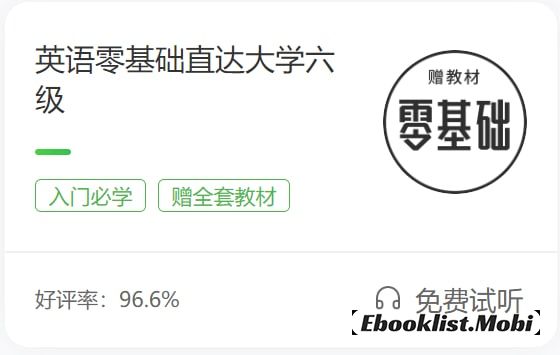 英语零基础直达大学六
级
赠教材
零基础
入门必学 赠全套教材
好评率：96.6%
免费试听
Ebooklist.Mobi